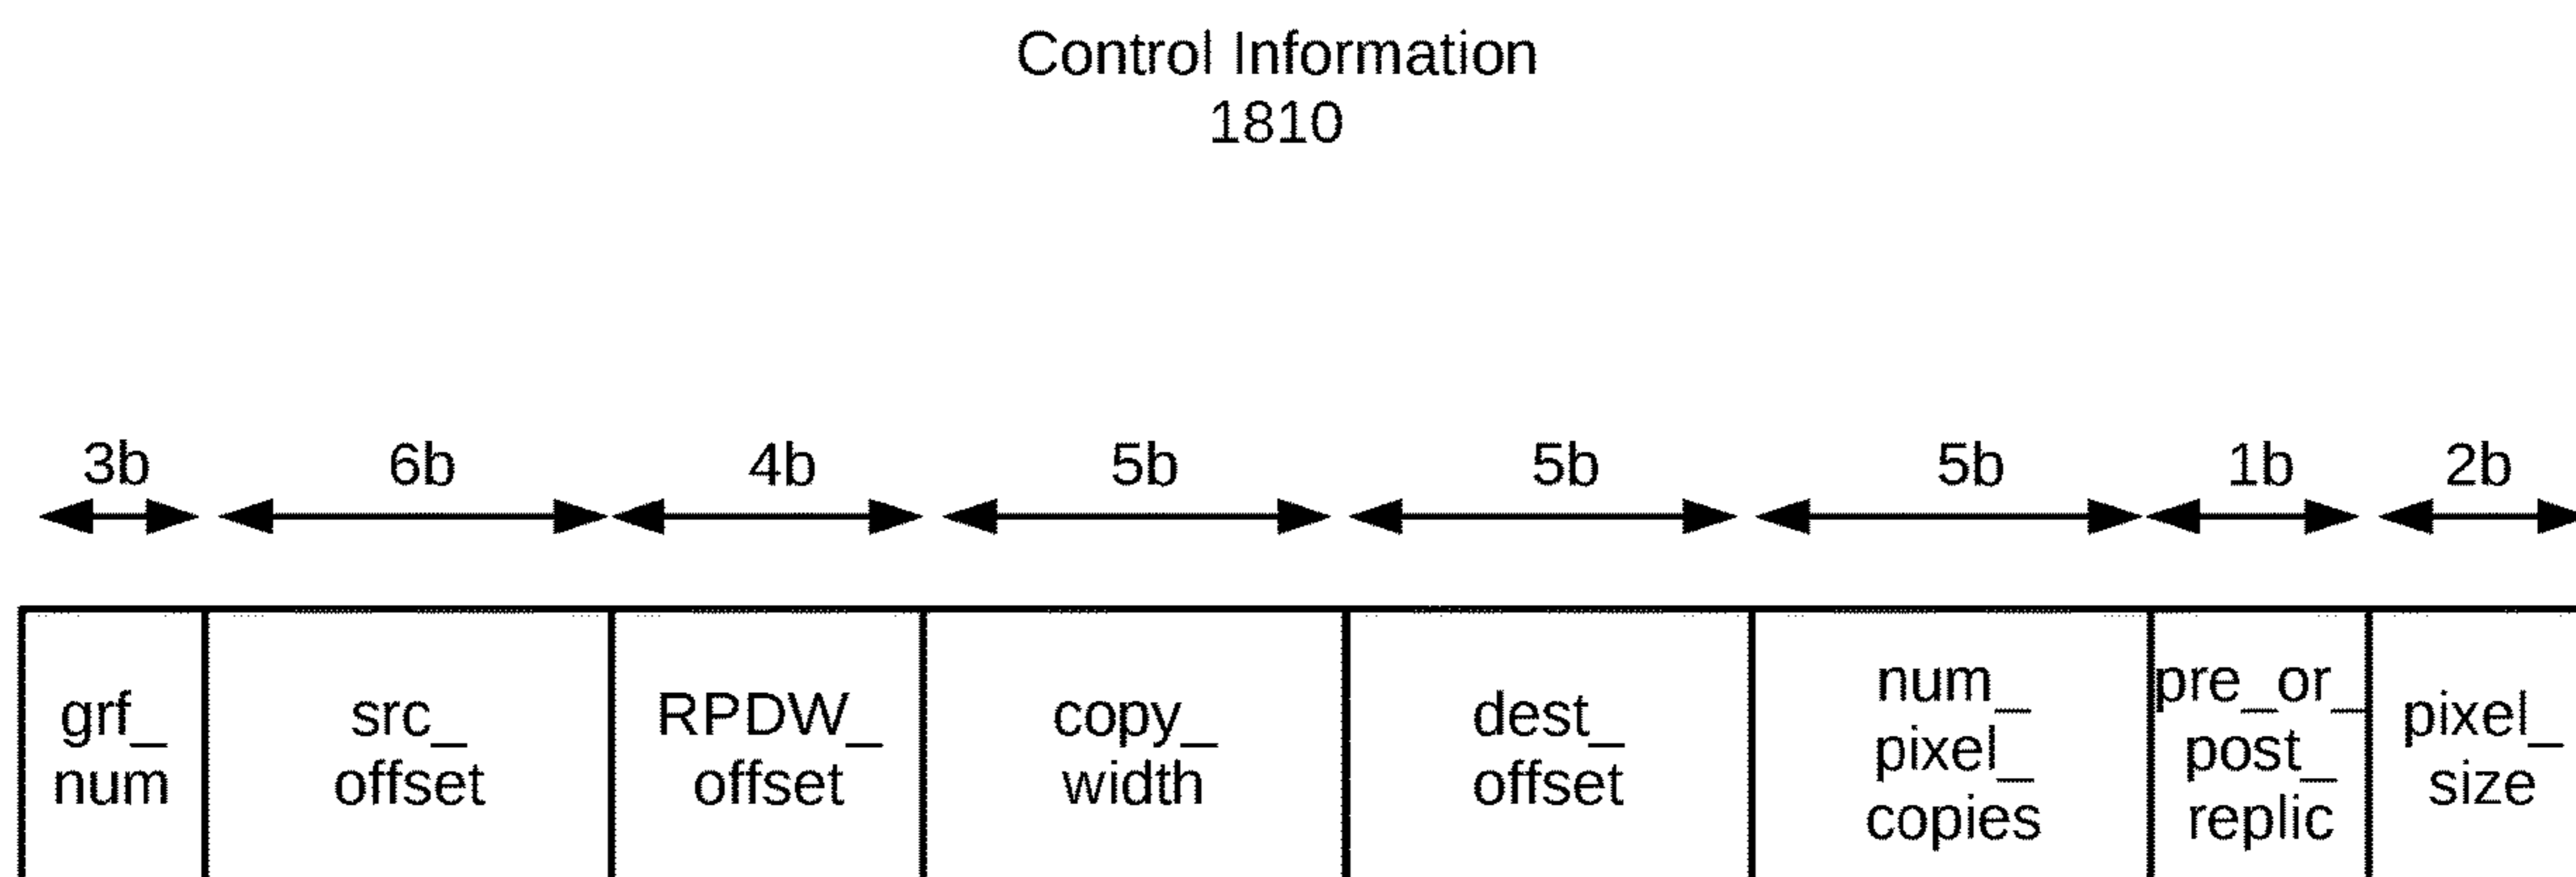 Control Information
1810
3b 6b 4b 5b 5b 5b 1b 2b
grf_
num
src_
offset
RPDW_
offset
copy_
width
dest_
offset
num_
pixel_
copies
pre_or_
post_
replic
pixel_
size